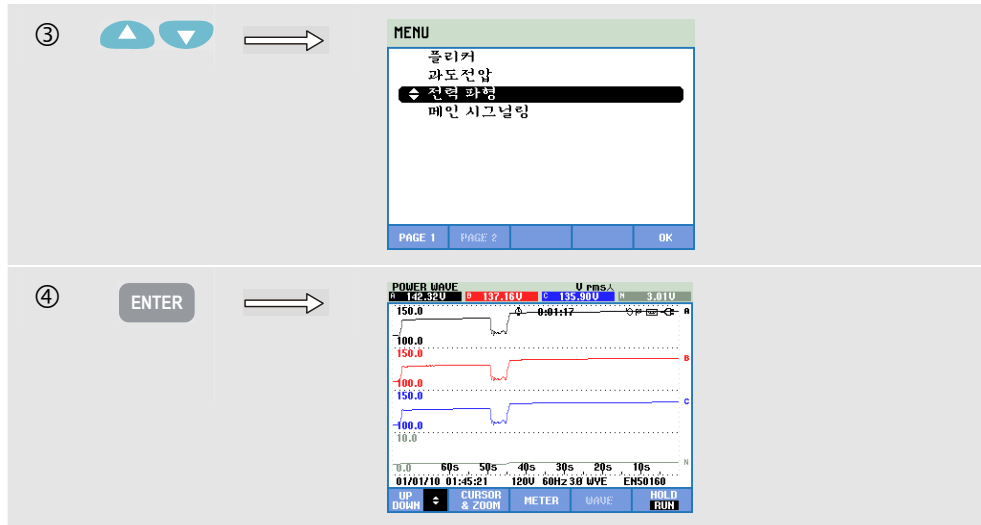 ③
MENU
플리커
과도전압
전력 파형
메인 시그널링
PAGE 1 PAGE 2 OK
④ ENTER
POWER WAVE V rms
A 142.32V B 137.16V C 135.90V N 3.01V
150.0 0:01:17 A
100.0
150.0 B
100.0
150.0 C
100.0
10.0
0.0 N
60s 50s 40s 30s 20s 10s
01/01/10 01:45:21 120V 60Hz 3Ø WYE EN50160
UP DOWN CURSOR & ZOOM METER WAVE HOLD RUN